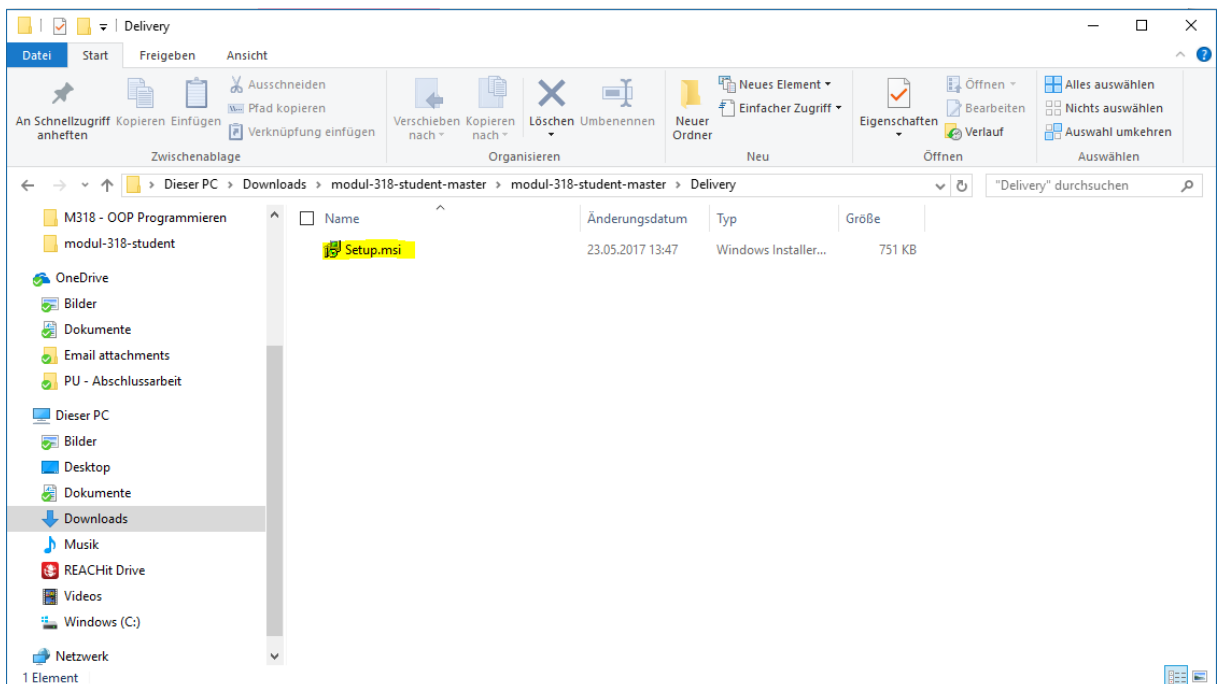 Delivery
Datei Start Freigeben Ansicht
An Schnellzugriff anheften
Kopieren
Einfügen
Ausschneiden
Pfad kopieren
Verknüpfung einfügen
Zwischenablage
Verschieben nach
Kopieren nach
Löschen
Umbenennen
Organisieren
Neuer Ordner
Neues Element
Einfacher Zugriff
Neu
Eigenschaften
Öffnen
Bearbeiten
Verlauf
Öffnen
Alles auswählen
Nichts auswählen
Auswahl umkehren
Auswählen
Dieser PC > Downloads > modul-318-student-master > modul-318-student-master > Delivery
"Delivery" durchsuchen
M318 - OOP Programmieren
modul-318-student
OneDrive
Bilder
Dokumente
Email attachments
PU - Abschlussarbeit
Dieser PC
Bilder
Desktop
Dokumente
Downloads
Musik
REACHit Drive
Videos
Windows (C:)
Netzwerk
Name Änderungsdatum Typ Größe
Setup.msi 23.05.2017 13:47 Windows Installer... 751 KB
1 Element